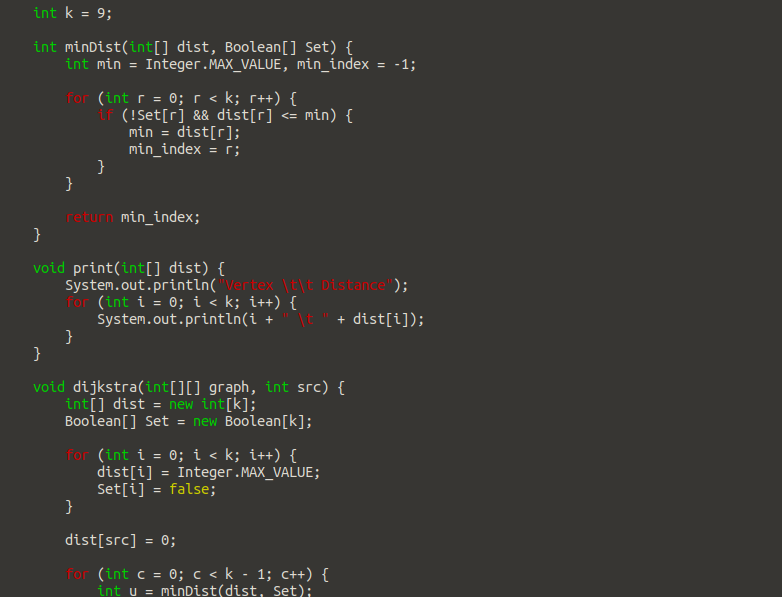 int k = 9;
int minDist(int[] dist, Boolean[] Set) {
int min = Integer.MAX_VALUE, min_index = -1;
for (int r = 0; r < k; r++) {
if (!Set[r] && dist[r] <= min) {
min = dist[r];
min_index = r;
}
}
return min_index;
}
void print(int[] dist) {
System.out.println("Vertex \t\t Distance");
for (int i = 0; i < k; i++) {
System.out.println(i + " \t " + dist[i]);
}
}
void dijkstra(int[][] graph, int src) {
int[] dist = new int[k];
Boolean[] Set = new Boolean[k];
for (int i = 0; i < k; i++) {
dist[i] = Integer.MAX_VALUE;
Set[i] = false;
}
dist[src] = 0;
for (int c = 0; c < k - 1; c++) {
int u = minDist(dist, Set);